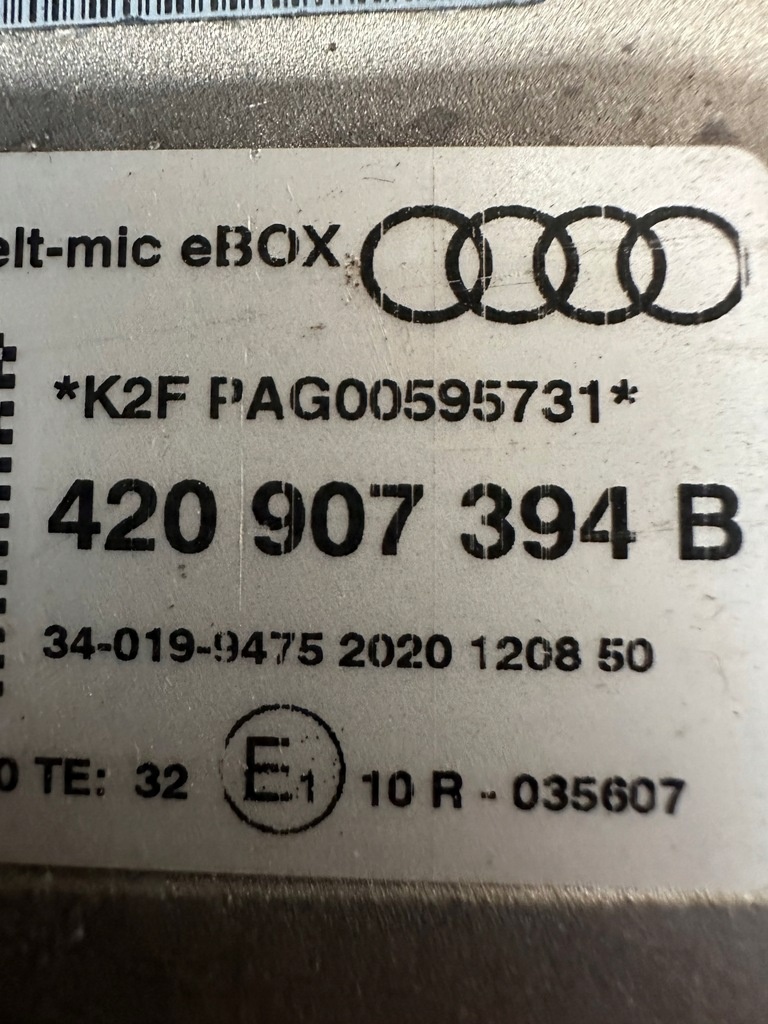 elt-mic eBOX
*K2F PAG00595731*
420 907 394 B
34-019-9475 2020 1208 50
0 TE: 32 E1 10 R - 035607